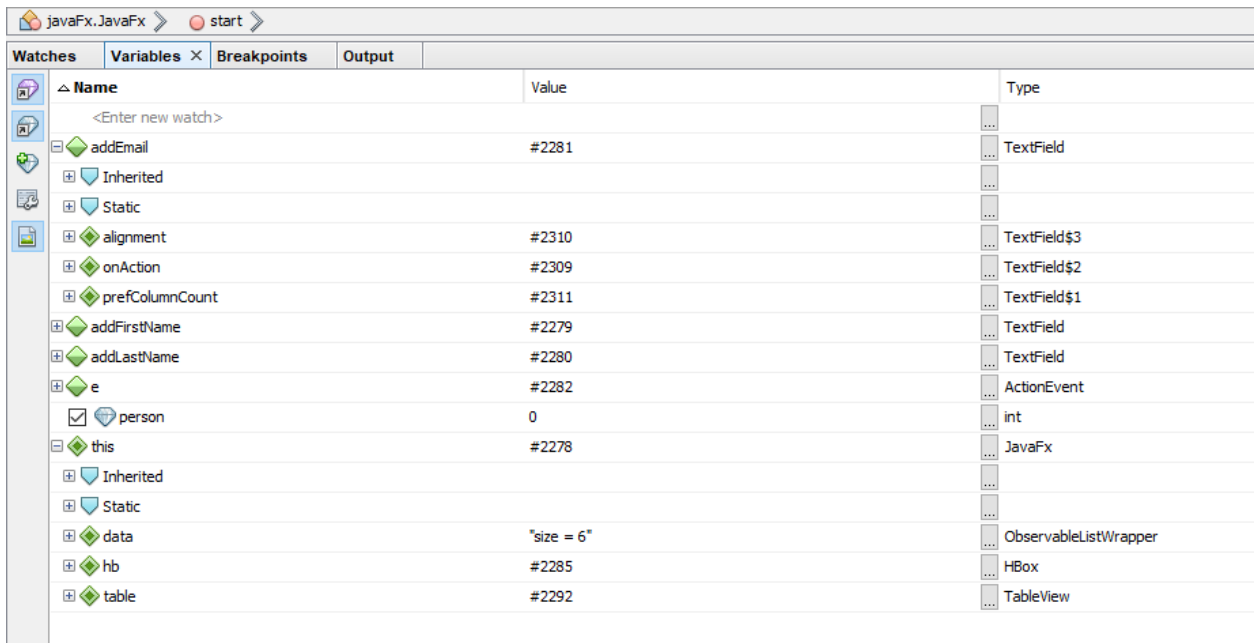 javaFx.JavaFx start
Watches Variables Breakpoints Output
Name Value Type
<Enter new watch> ...
addEmail #2281 ... TextField
Inherited ...
Static ...
alignment #2310 ... TextField$3
onAction #2309 ... TextField$2
prefColumnCount #2311 ... TextField$1
addFirstName #2279 ... TextField
addLastName #2280 ... TextField
e #2282 ... ActionEvent
person 0 ... int
this #2278 ... JavaFx
Inherited ...
Static ...
data "size = 6" ... ObservableListWrapper
hb #2285 ... HBox
table #2292 ... TableView